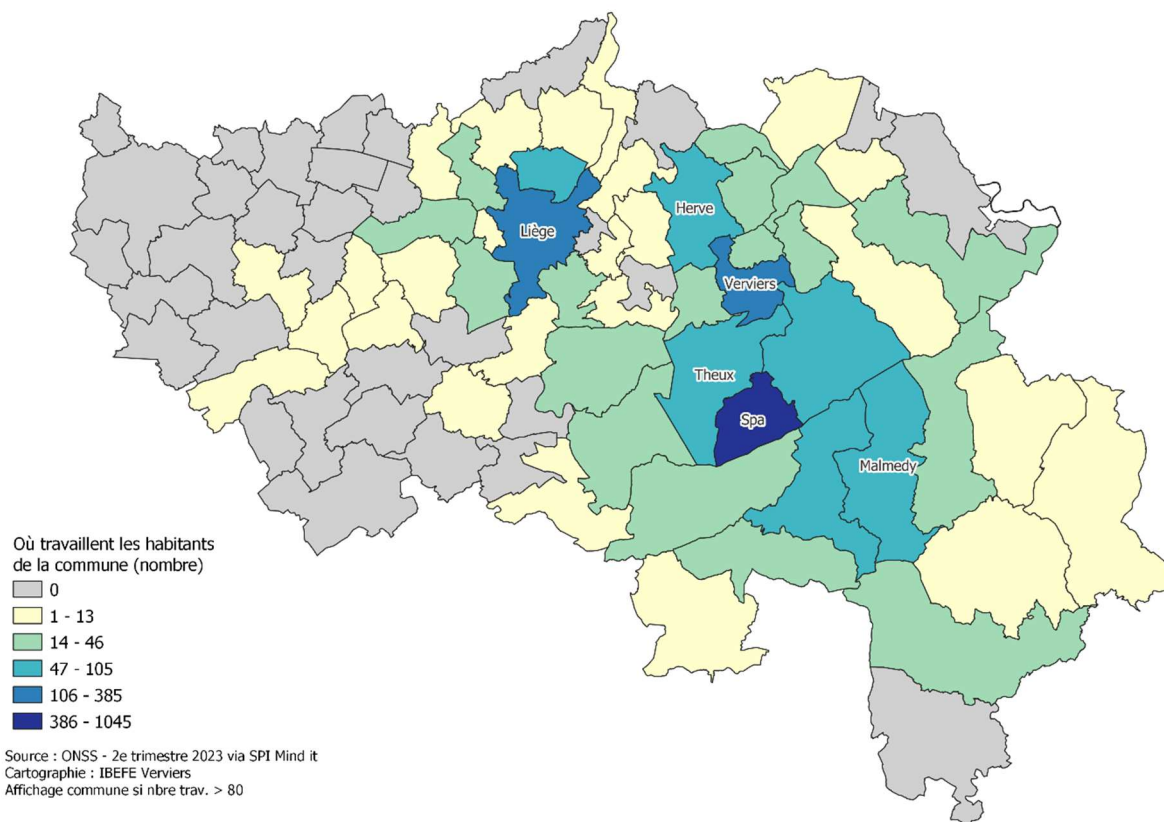 Herve
Liège
Verviers
Theux
Spa
Malmedy
Où travaillent les habitants
de la commune (nombre)
0
1 - 13
14 - 46
47 - 105
106 - 385
386 - 1045
Source : ONSS - 2e trimestre 2023 via SPI Mind it
Cartographie : IBEFE Verviers
Affichage commune si nbre trav. > 80